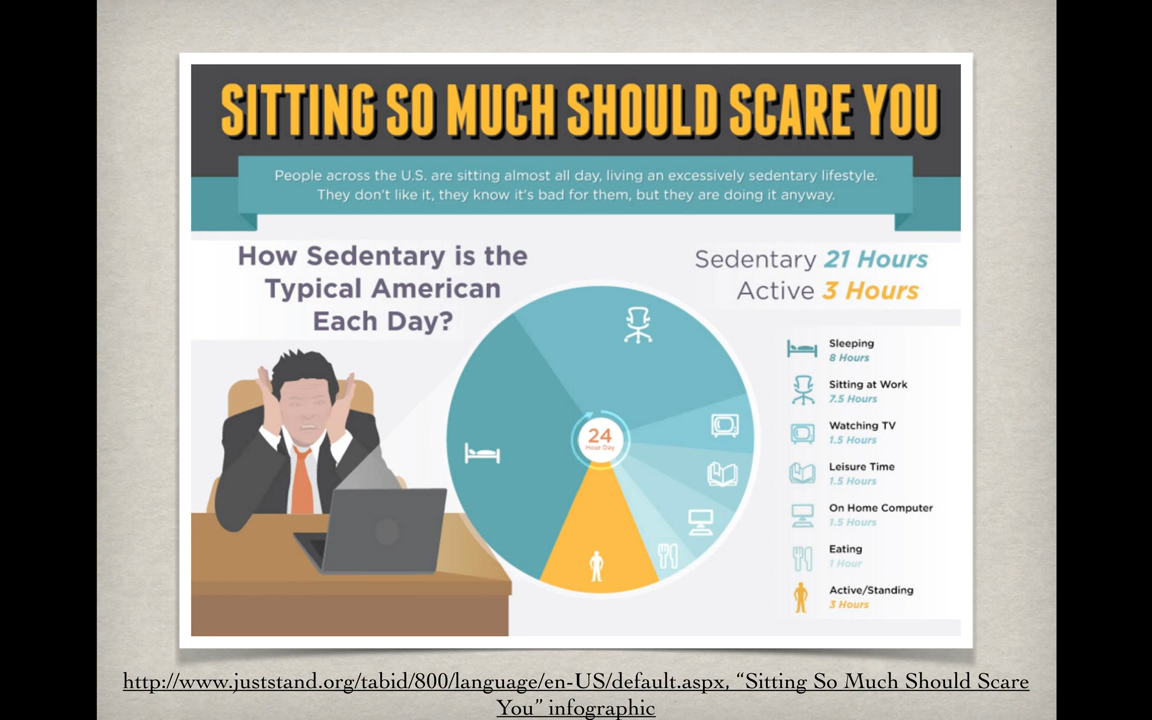 SITTING SO MUCH SHOULD SCARE YOU
People across the U.S. are sitting almost all day, living an excessively sedentary lifestyle.
They don't like it, they know it's bad for them, but they are doing it anyway.
How Sedentary is the
Typical American
Each Day?
Sedentary 21 Hours
Active 3 Hours
24
Hour Day
Sleeping
8 Hours
Sitting at Work
7.5 Hours
Watching TV
1.5 Hours
Leisure Time
1.5 Hours
On Home Computer
1.5 Hours
Eating
1 Hour
Active/Standing
3 Hours
http://www.juststand.org/tabid/800/language/en-US/default.aspx, “Sitting So Much Should Scare
You” infographic